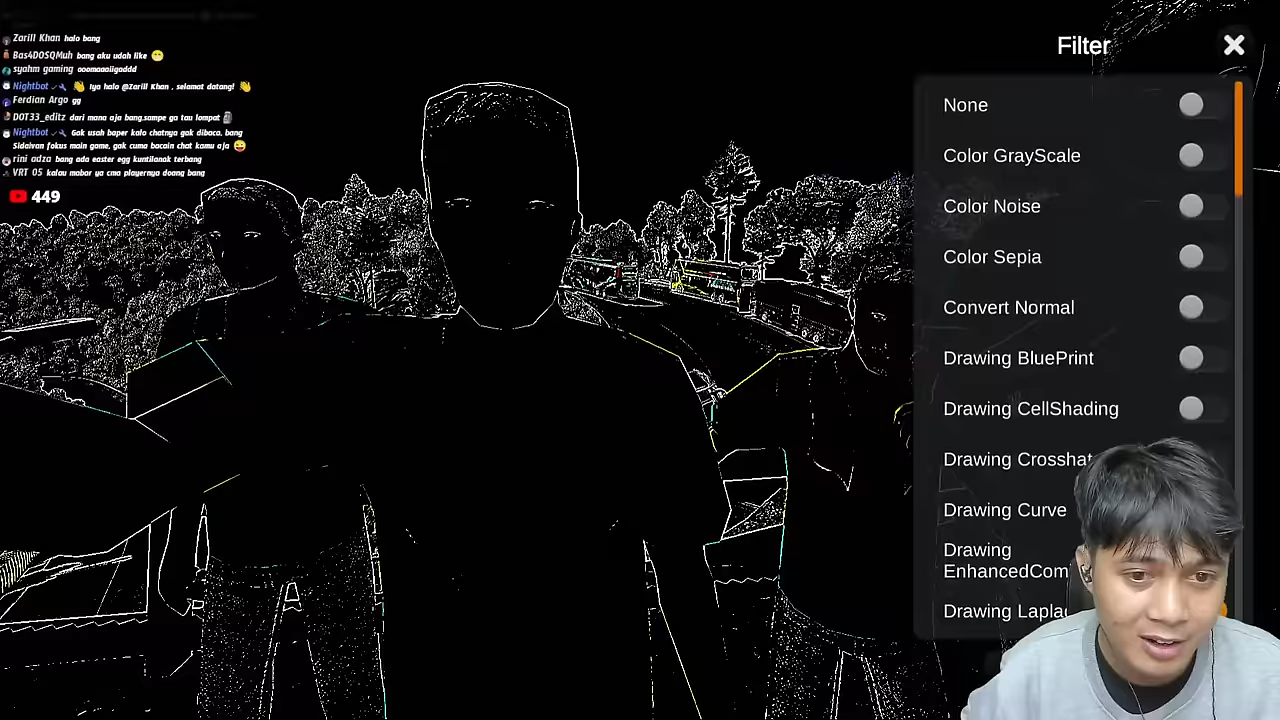 Zarill Khan halo bang
Bas4DOSQMuh bang aku udah like 😁
syahm gaming ooomaaaligaddd
Nightbot 👋 Iya halo @Zarill Khan , selamat datang! 👋
Ferdian Argo gg
DOT33_editz dari mana aja bang,sampe ga tau lompat 🗿
Nightbot Gak usah baper kalo chatnya gak dibaca, bang
Sidaivan fokus main game, gak cuma bacain chat kamu aja 😜
rini adza bang ada easter egg kuntilanak terbang
VRT 05 kalau mabar ya cma playernya doang bang
449
Filter
None
Color GrayScale
Color Noise
Color Sepia
Convert Normal
Drawing BluePrint
Drawing CellShading
Drawing Crosshat
Drawing Curve
Drawing
EnhancedCom
Drawing Lapla